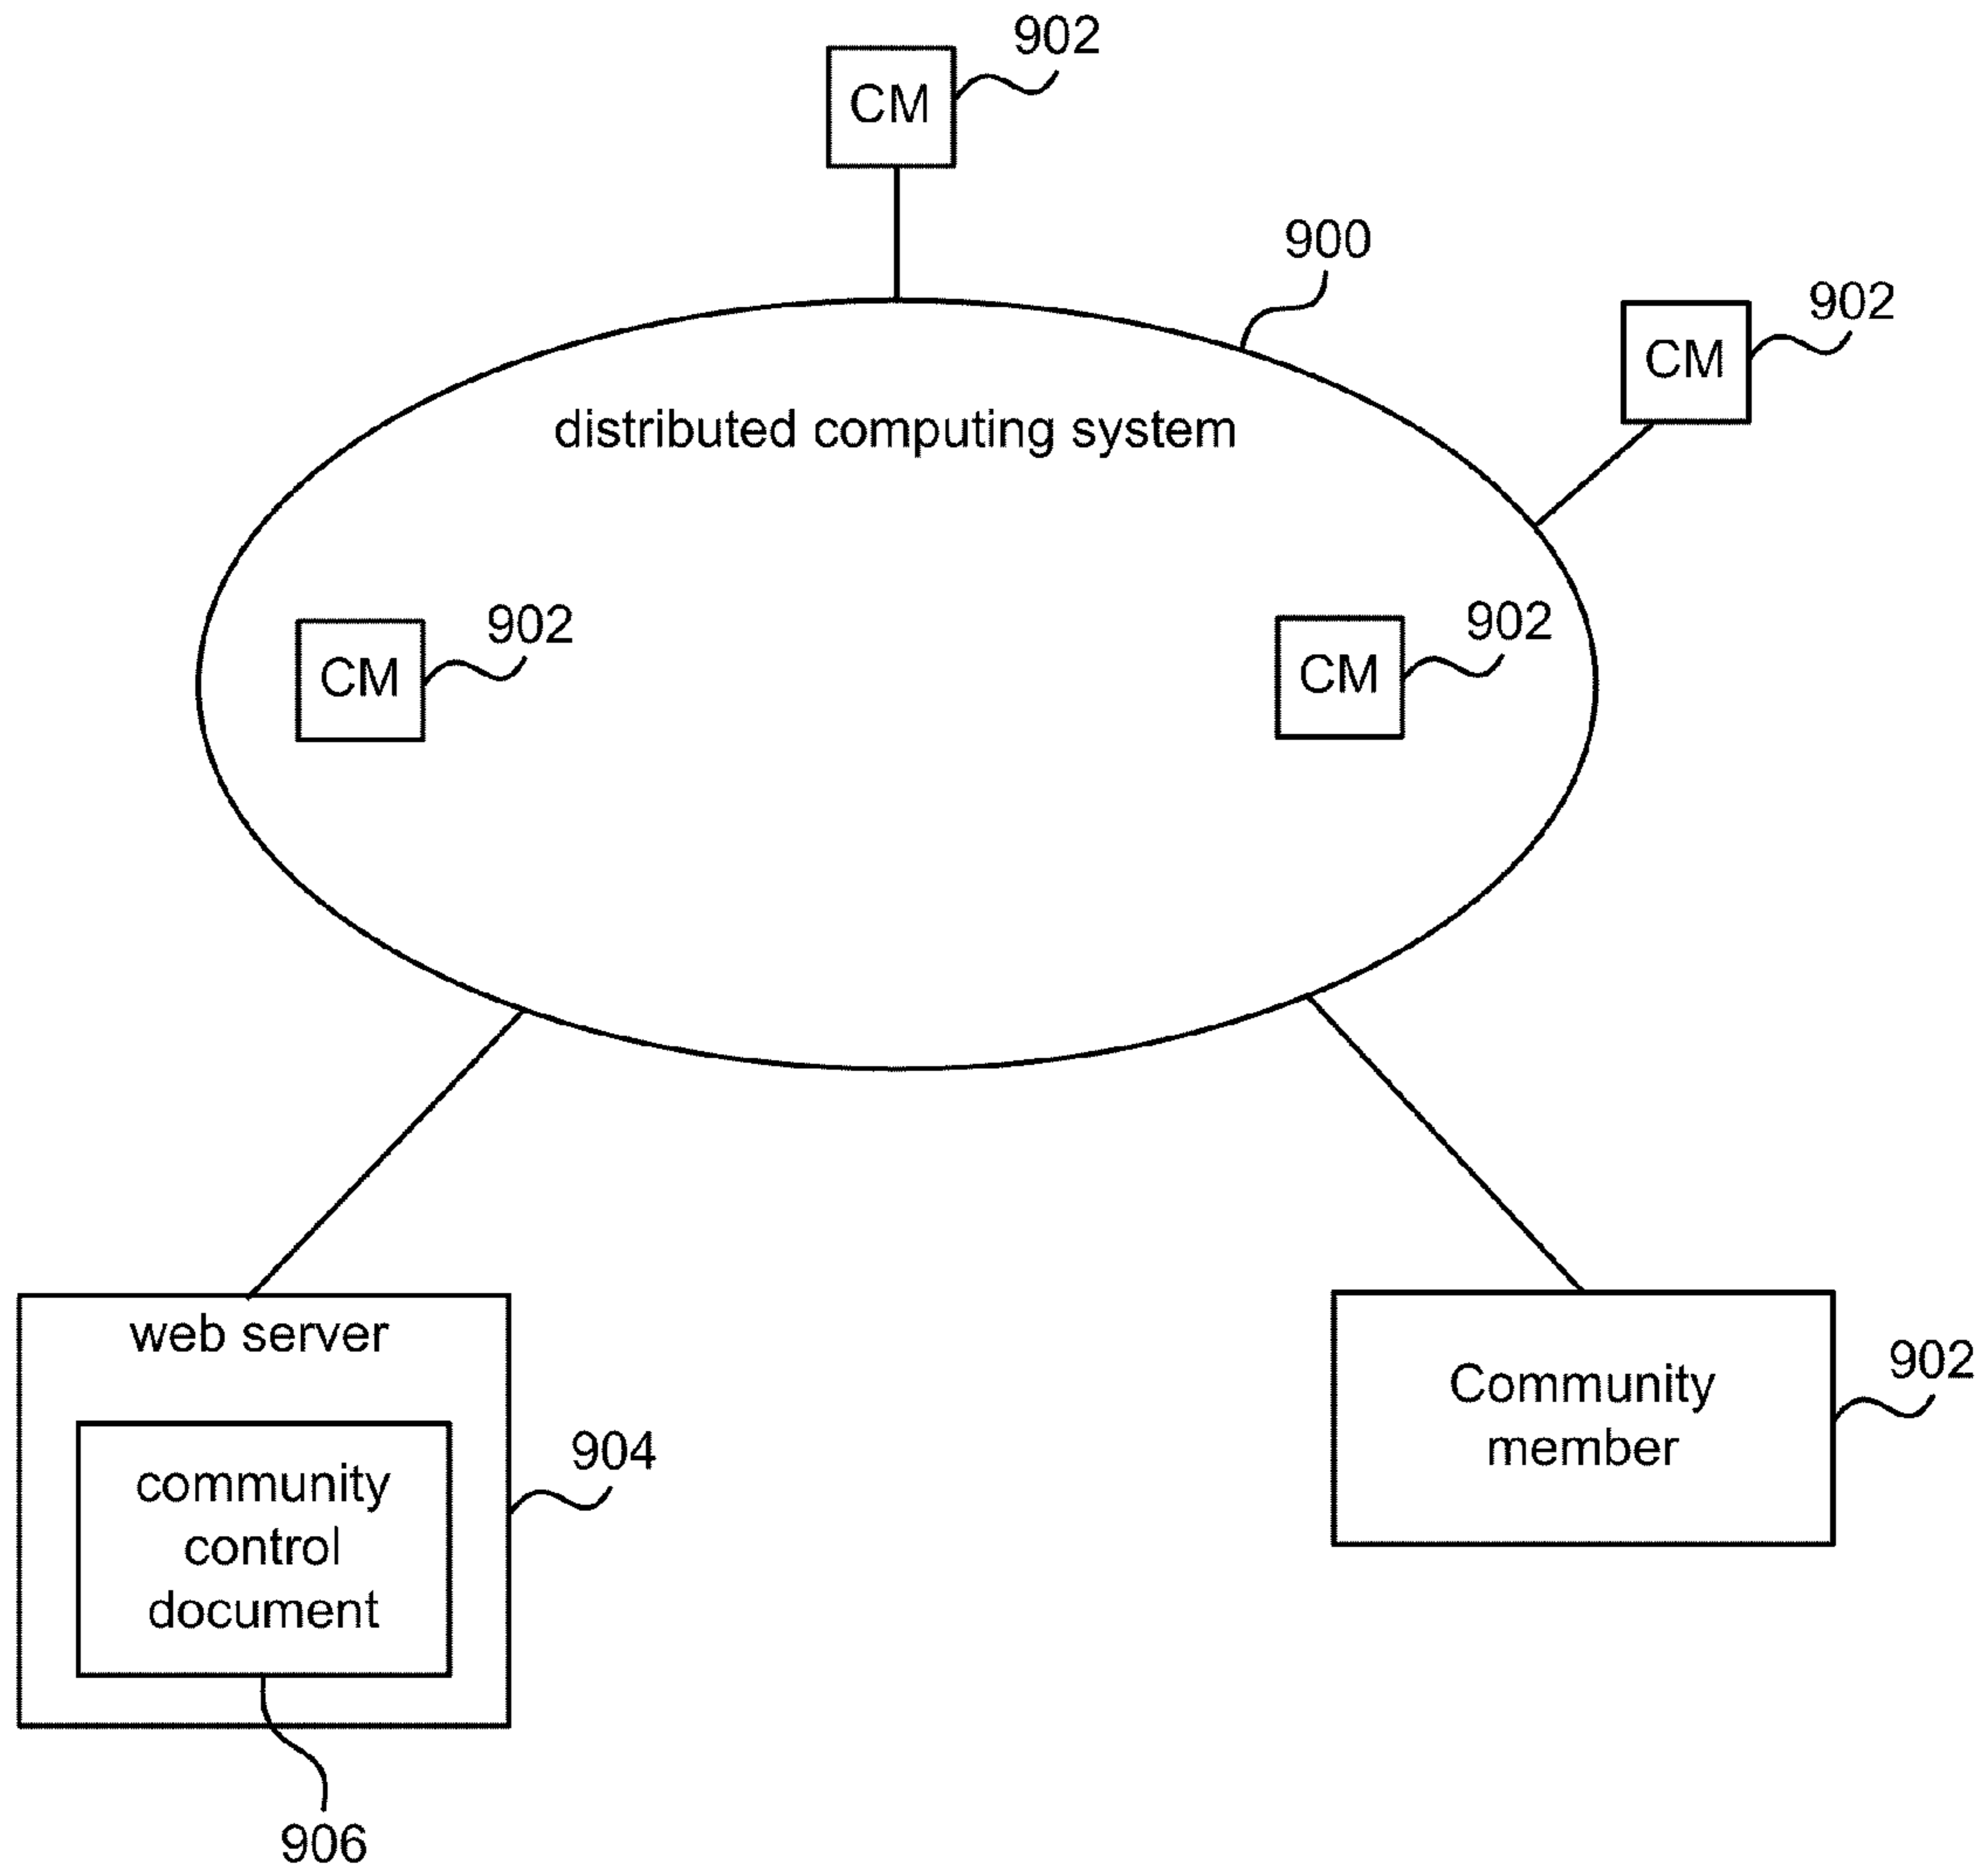 902
CM
900
902
CM
distributed computing system
902
CM
902
CM
web server
community
control
document
904
906
Community
member
902